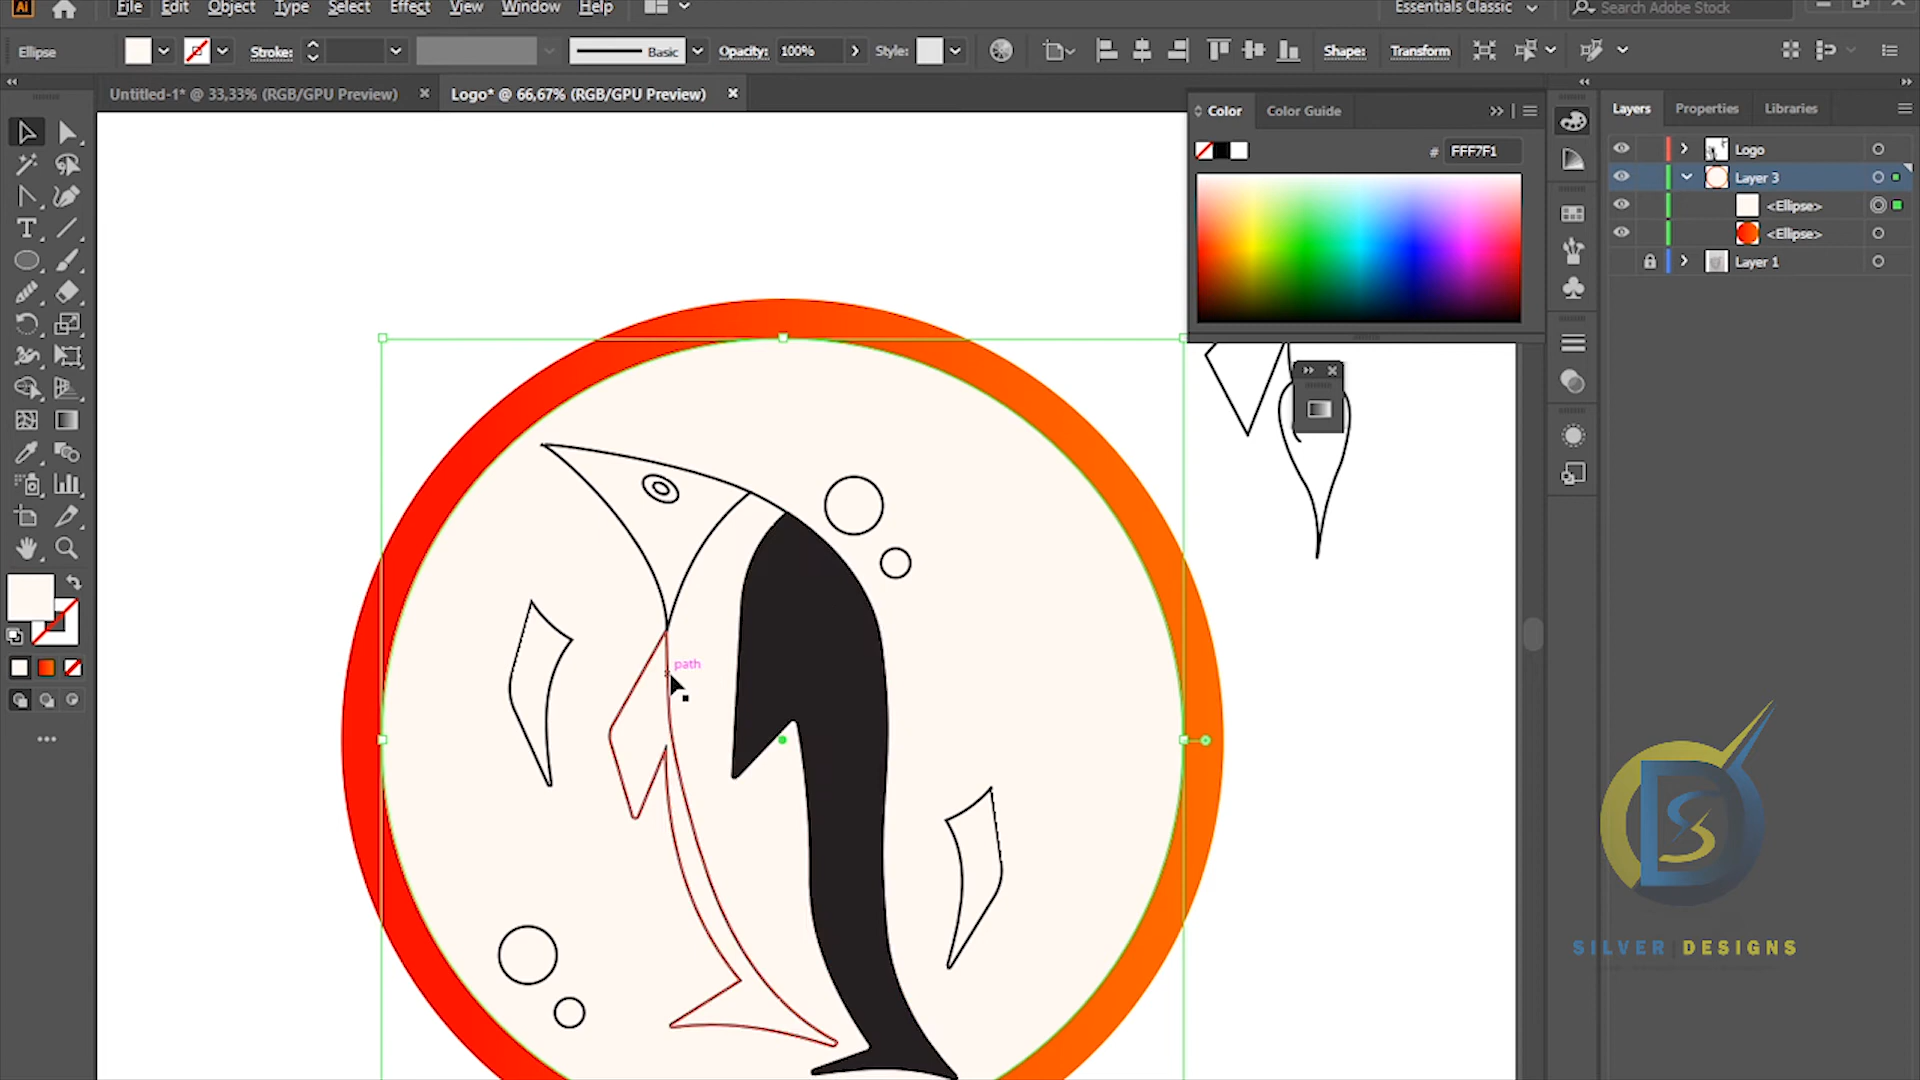 Ai File Edit Object Type Select Effect View Window Help Essentials Classic Search Adobe Stock
Ellipse Stroke: Basic Opacity: 100% Style: Shape: Transform
Untitled-1* @ 33,33% (RGB/GPU Preview) Logo* @ 66,67% (RGB/GPU Preview)
Color Color Guide
# FFF7F1
Layers Properties Libraries
Logo
Layer 3
<Ellipse>
<Ellipse>
Layer 1
path
SILVER DESIGNS